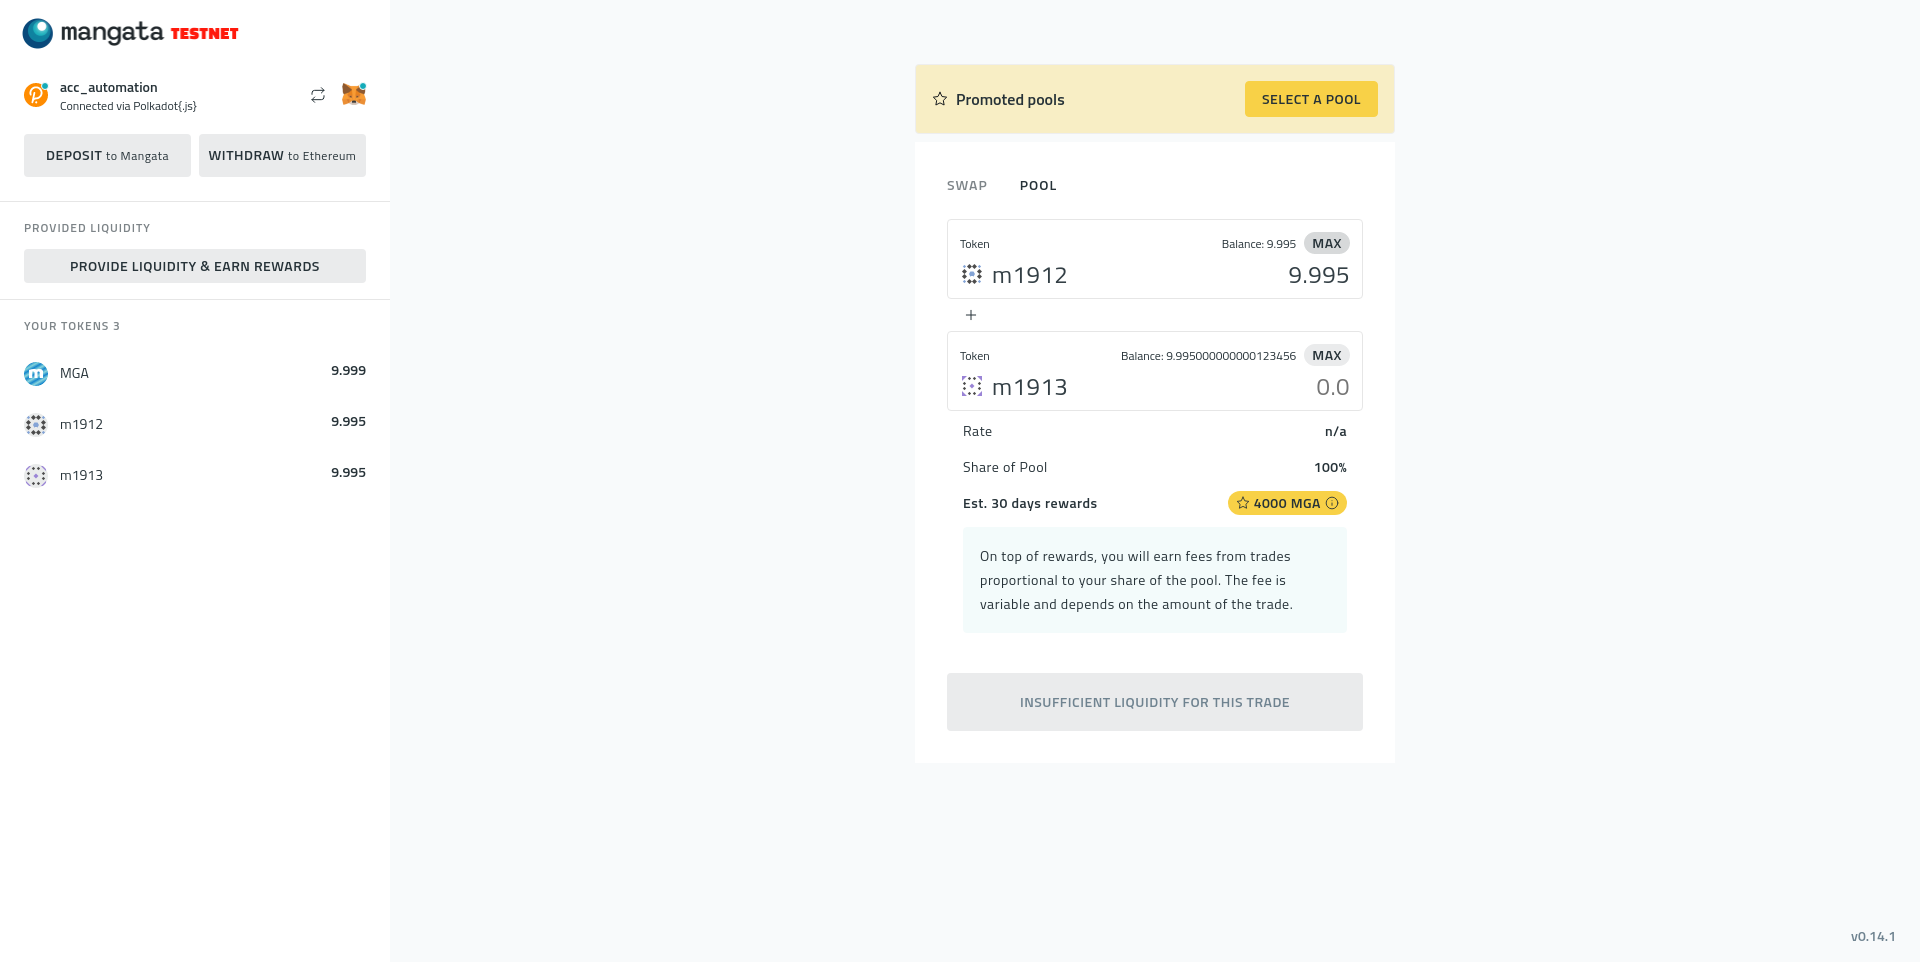 mangata TESTNET
acc_automation
Connected via Polkadot{.js}
DEPOSIT to Mangata
WITHDRAW to Ethereum
PROVIDED LIQUIDITY
PROVIDE LIQUIDITY & EARN REWARDS
YOUR TOKENS 3
MGA 9.999
m1912 9.995
m1913 9.995
Promoted pools
SELECT A POOL
SWAP POOL
Token Balance: 9.995 MAX
m1912 9.995
+
Token Balance: 9.995000000000123456 MAX
m1913 0.0
Rate n/a
Share of Pool 100%
Est. 30 days rewards 4000 MGA
On top of rewards, you will earn fees from trades
proportional to your share of the pool. The fee is
variable and depends on the amount of the trade.
INSUFFICIENT LIQUIDITY FOR THIS TRADE
v0.14.1